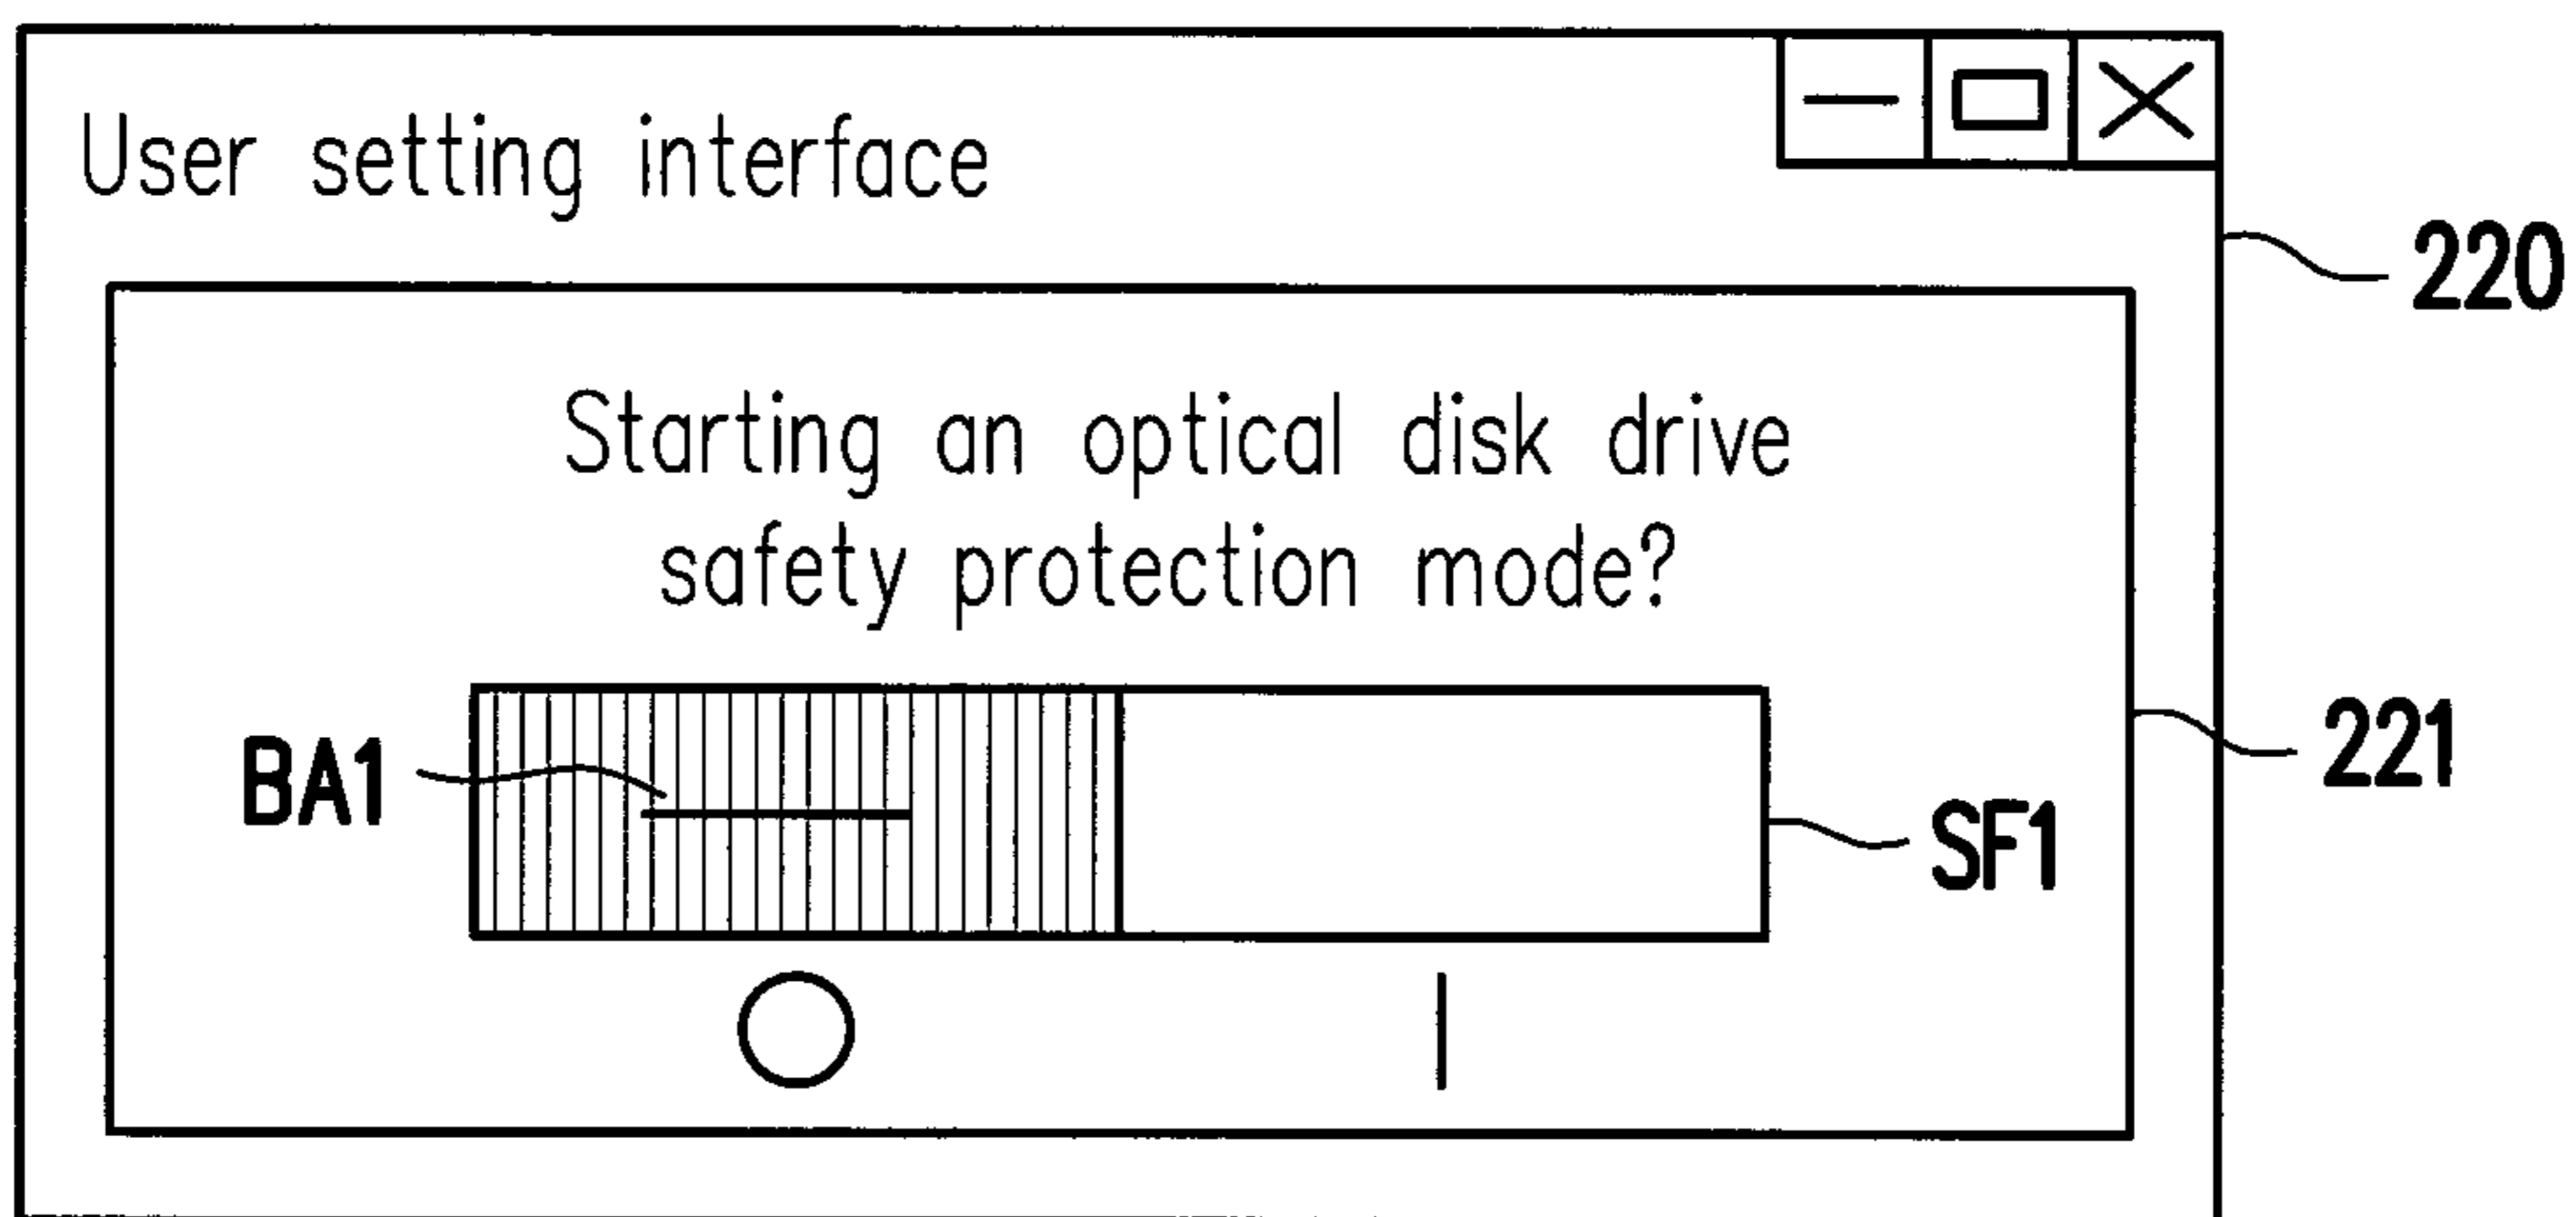 User setting interface
220
Starting an optical disk drive
safety protection mode?
221
BA1
SF1